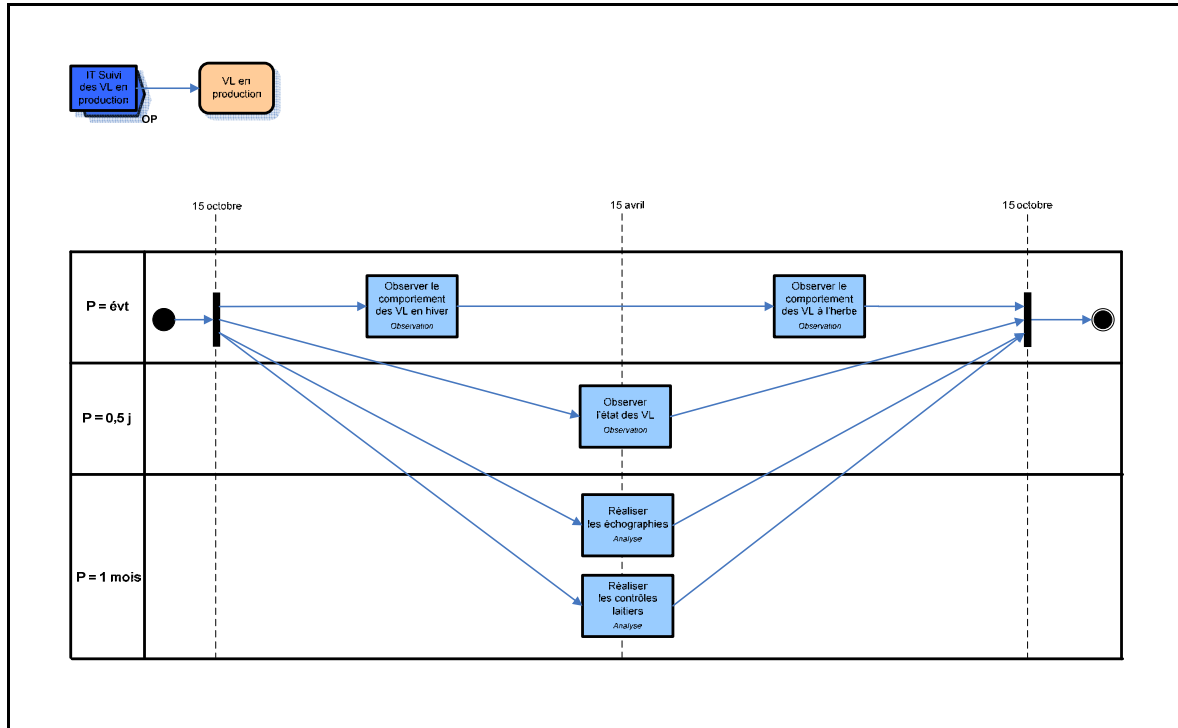 IT Suivi
des VL en
production
OP
VL en
production
15 octobre
15 avril
15 octobre
P = évt
Observer le
comportement
des VL en hiver
Observation
Observer le
comportement
des VL à l'herbe
Observation
P = 0,5 j
Observer
l'état des VL
Observation
P = 1 mois
Réaliser
les échographies
Analyse
Réaliser
les contrôles
laitiers
Analyse